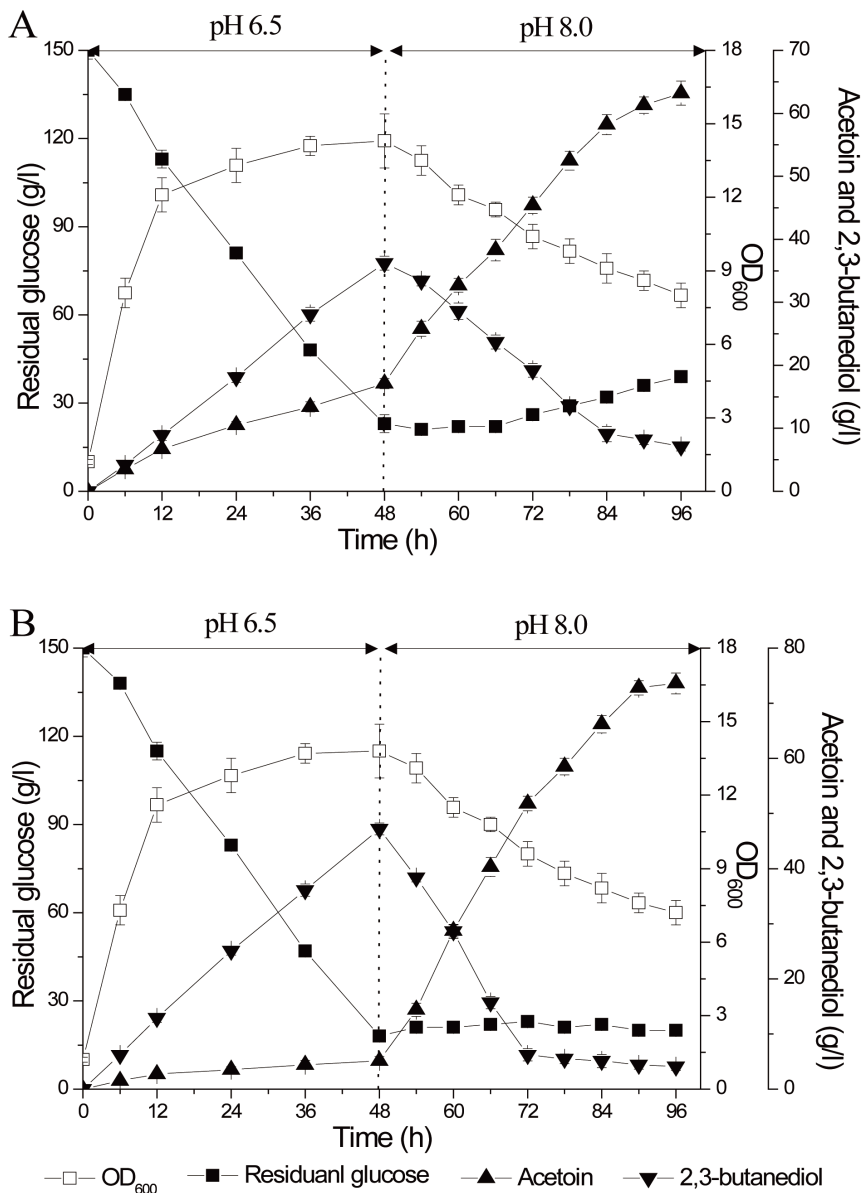 A
pH 6.5
pH 8.0
150
120
90
60
30
0
Residual glucose (g/l)
18
15
12
9
6
3
0
OD600
70
60
50
40
30
20
10
0
Acetoin and 2,3-butanediol (g/l)
0 12 24 36 48 60 72 84 96
Time (h)
B
pH 6.5
pH 8.0
150
120
90
60
30
0
Residual glucose (g/l)
18
15
12
9
6
3
0
OD600
80
60
40
20
0
Acetoin and 2,3-butanediol (g/l)
0 12 24 36 48 60 72 84 96
Time (h)
OD600 Residuanl glucose Acetoin 2,3-butanediol